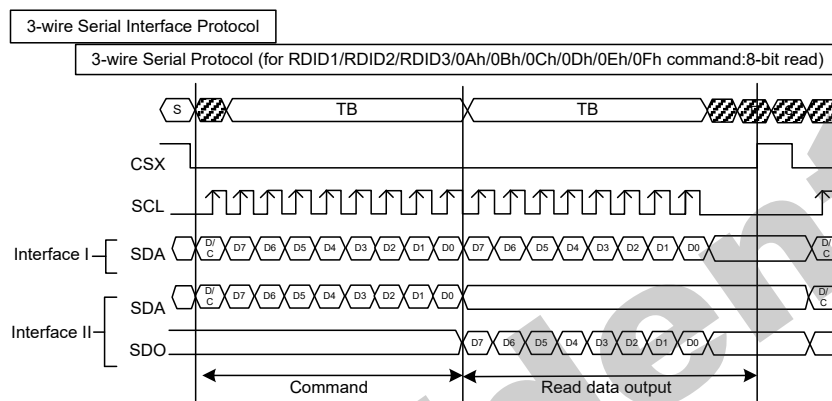 3-wire Serial Interface Protocol
3-wire Serial Protocol (for RDID1/RDID2/RDID3/0Ah/0Bh/0Ch/0Dh/0Eh/0Fh command:8-bit read)
S TB TB
CSX
SCL
Interface I SDA D/C D7 D6 D5 D4 D3 D2 D1 D0 D7 D6 D5 D4 D3 D2 D1 D0 D/C
Interface II
SDA D/C D7 D6 D5 D4 D3 D2 D1 D0 D/C
SDO D7 D6 D5 D4 D3 D2 D1 D0
Command Read data output